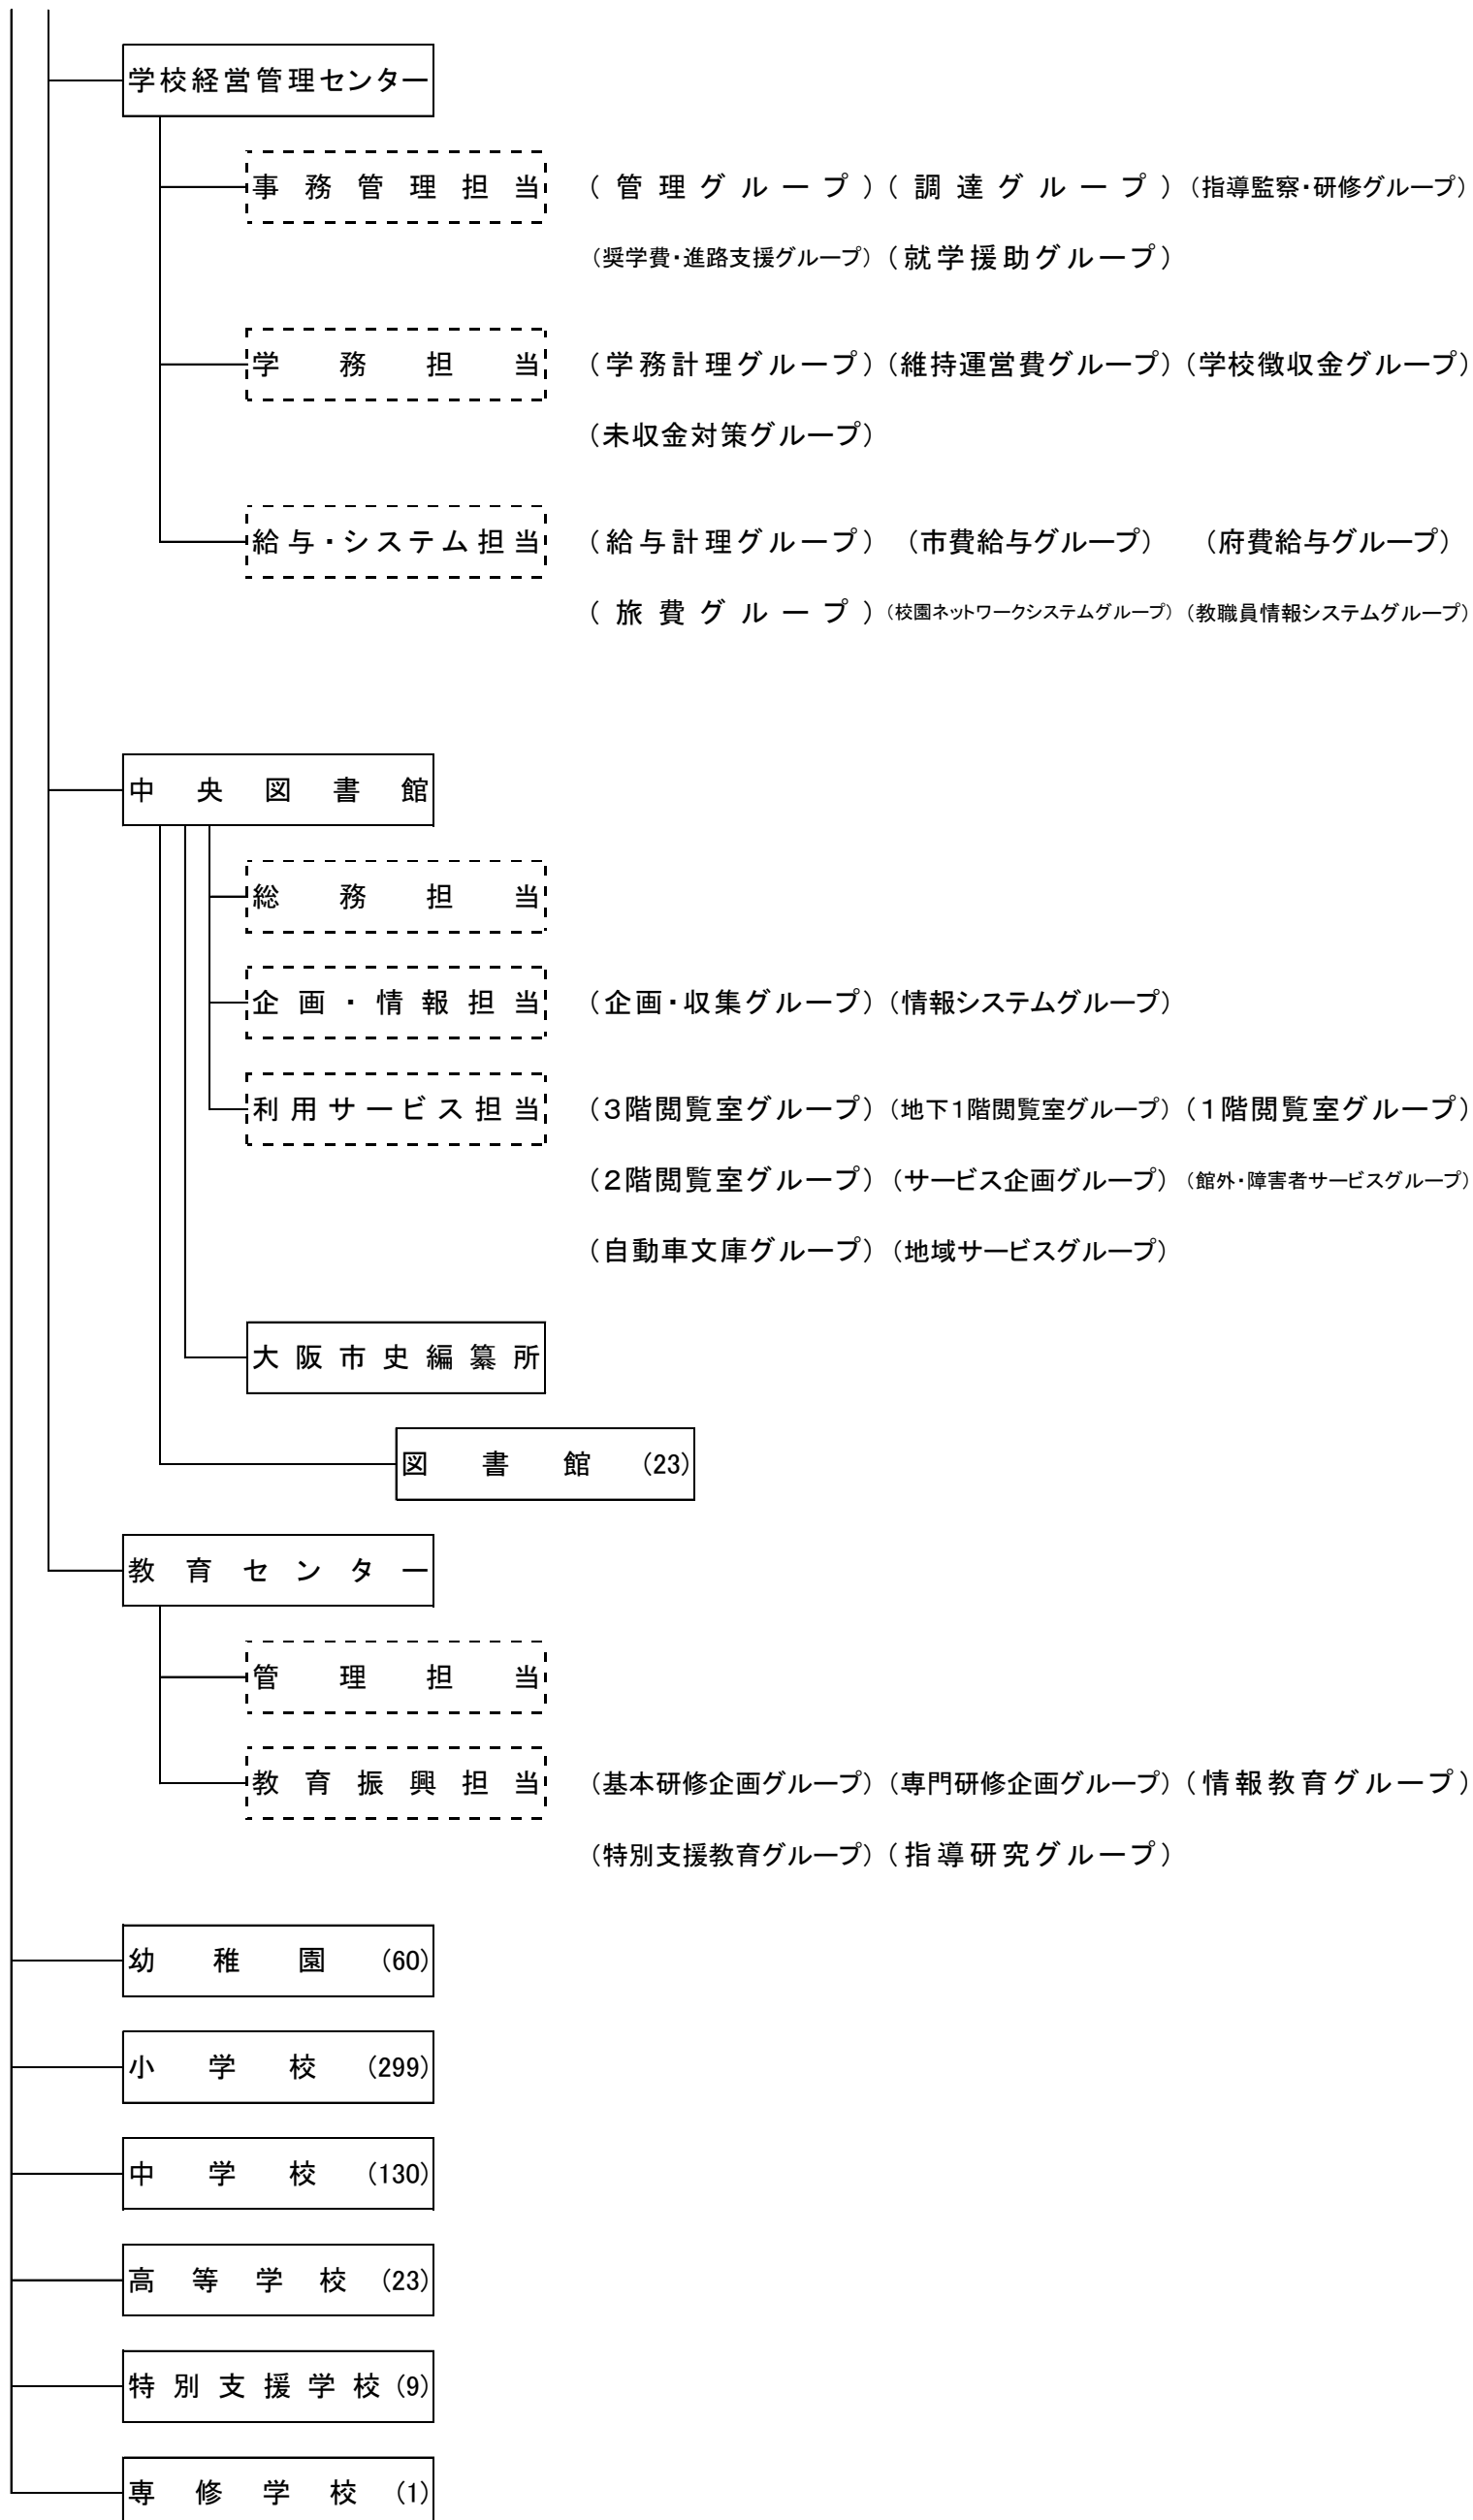 学校経営管理センター
事務管理担当 (管理グループ) (調達グループ) (指導監察・研修グループ)
(奨学費・進路支援グループ) (就学援助グループ)
学務担当 (学務計理グループ) (維持運営費グループ) (学校徴収金グループ)
(未収金対策グループ)
給与・システム担当 (給与計理グループ) (市費給与グループ) (府費給与グループ)
(旅費グループ) (校園ネットワークシステムグループ) (教職員情報システムグループ)
中央図書館
総務担当
企画・情報担当 (企画・収集グループ) (情報システムグループ)
利用サービス担当 (3階閲覧室グループ) (地下1階閲覧室グループ) (1階閲覧室グループ)
(2階閲覧室グループ) (サービス企画グループ) (館外・障害者サービスグループ)
(自動車文庫グループ) (地域サービスグループ)
大阪市史編纂所
図書館 (23)
教育センター
管理担当
教育振興担当 (基本研修企画グループ) (専門研修企画グループ) (情報教育グループ)
(特別支援教育グループ) (指導研究グループ)
幼稚園 (60)
小学校 (299)
中学校 (130)
高等学校 (23)
特別支援学校 (9)
専修学校 (1)